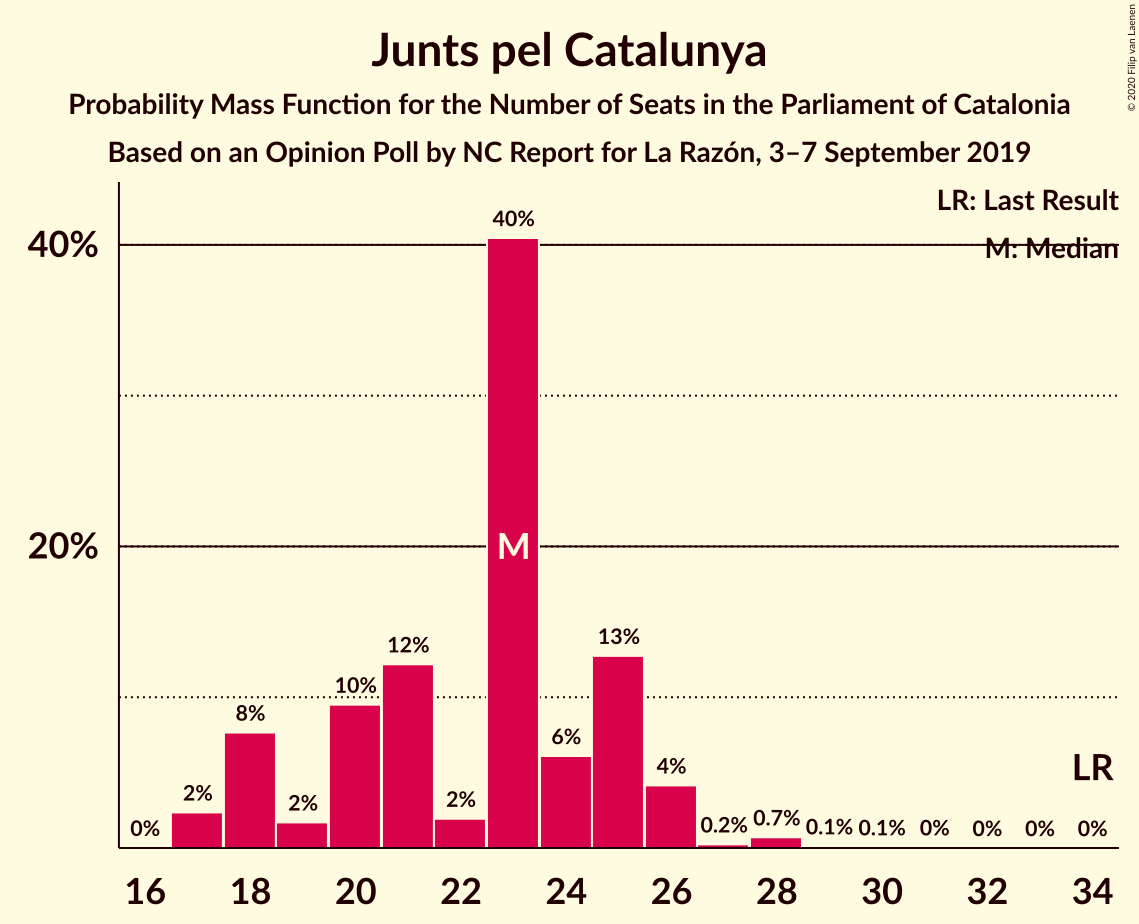 Junts pel Catalunya
Probability Mass Function for the Number of Seats in the Parliament of Catalonia
Based on an Opinion Poll by NC Report for La Razón, 3–7 September 2019
© 2020 Filip van Laenen
LR: Last Result
M: Median
40%
20%
0%
2%
8%
2%
10%
12%
2%
40%
M
6%
13%
4%
0.2%
0.7%
0.1%
0.1%
0%
0%
0%
0%
LR
16 18 20 22 24 26 28 30 32 34